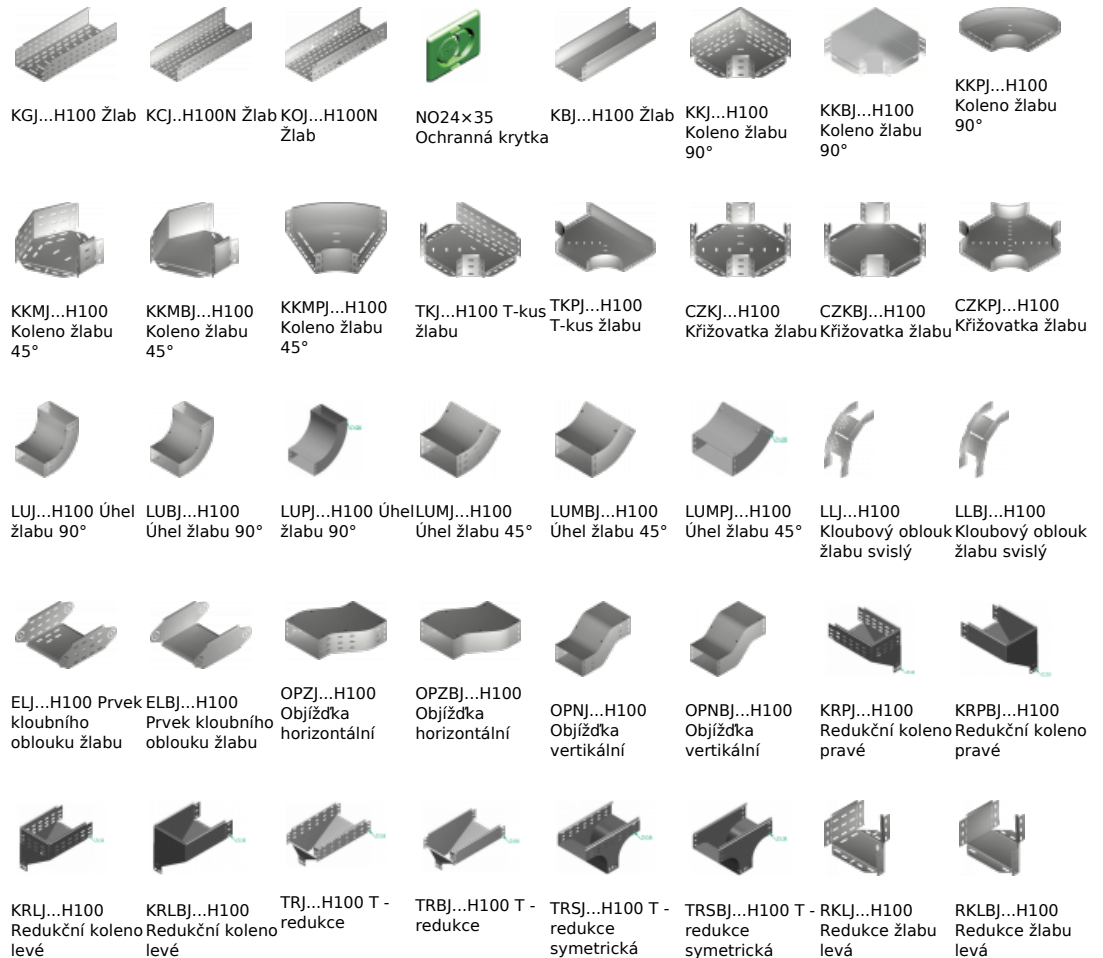 KGJ...H100 Žlab
KCJ..H100N Žlab
KOJ...H100N
Žlab
NO24×35
Ochranná krytka
KBJ...H100 Žlab
KKJ...H100
Koleno žlabu
90°
KKBJ...H100
Koleno žlabu
90°
KKPJ...H100
Koleno žlabu
90°
KKMJ...H100
Koleno žlabu
45°
KKMBJ...H100
Koleno žlabu
45°
KKMPJ...H100
Koleno žlabu
45°
TKJ...H100 T-kus
žlabu
TKPJ...H100
T-kus žlabu
CZKJ...H100
Křižovatka žlabu
CZKBJ...H100
Křižovatka žlabu
CZKPJ...H100
Křižovatka žlabu
LUJ...H100 Úhel
žlabu 90°
LUBJ...H100
Úhel žlabu 90°
LUPJ...H100 Úhel
žlabu 90°
LUMJ...H100
Úhel žlabu 45°
LUMBJ...H100
Úhel žlabu 45°
LUMPJ...H100
Úhel žlabu 45°
LLJ...H100
Kloubový oblouk
žlabu svislý
LLBJ...H100
Kloubový oblouk
žlabu svislý
ELJ...H100 Prvek
kloubního
oblouku žlabu
ELBJ...H100
Prvek kloubního
oblouku žlabu
OPZJ...H100
Objížďka
horizontální
OPZBJ...H100
Objížďka
horizontální
OPNJ...H100
Objížďka
vertikální
OPNBJ...H100
Objížďka
vertikální
KRPJ...H100
Redukční koleno
pravé
KRPBJ...H100
Redukční koleno
pravé
KRLJ...H100
Redukční koleno
levé
KRLBJ...H100
Redukční koleno
levé
TRJ...H100 T -
redukce
TRBJ...H100 T -
redukce
TRSJ...H100 T -
redukce
symetrická
TRSBJ...H100 T -
redukce
symetrická
RKLJ...H100
Redukce žlabu
levá
RKLBJ...H100
Redukce žlabu
levá